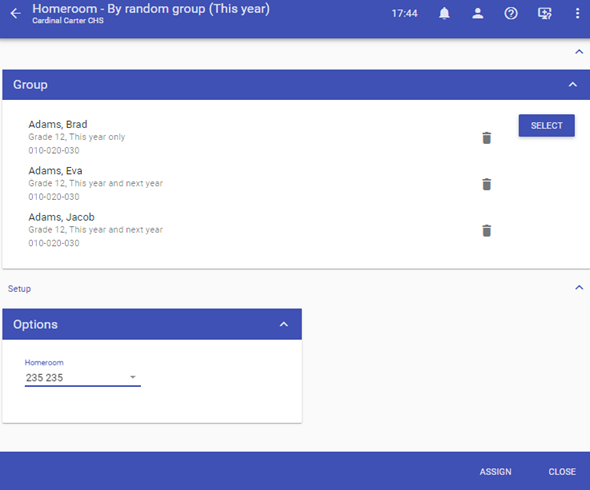 Homeroom - By random group (This year)
Cardinal Carter CHS
17:44
Group
Adams, Brad
Grade 12, This year only
010-020-030
SELECT
Adams, Eva
Grade 12, This year and next year
010-020-030
Adams, Jacob
Grade 12, This year and next year
010-020-030
Setup
Options
Homeroom
235 235
ASSIGN
CLOSE